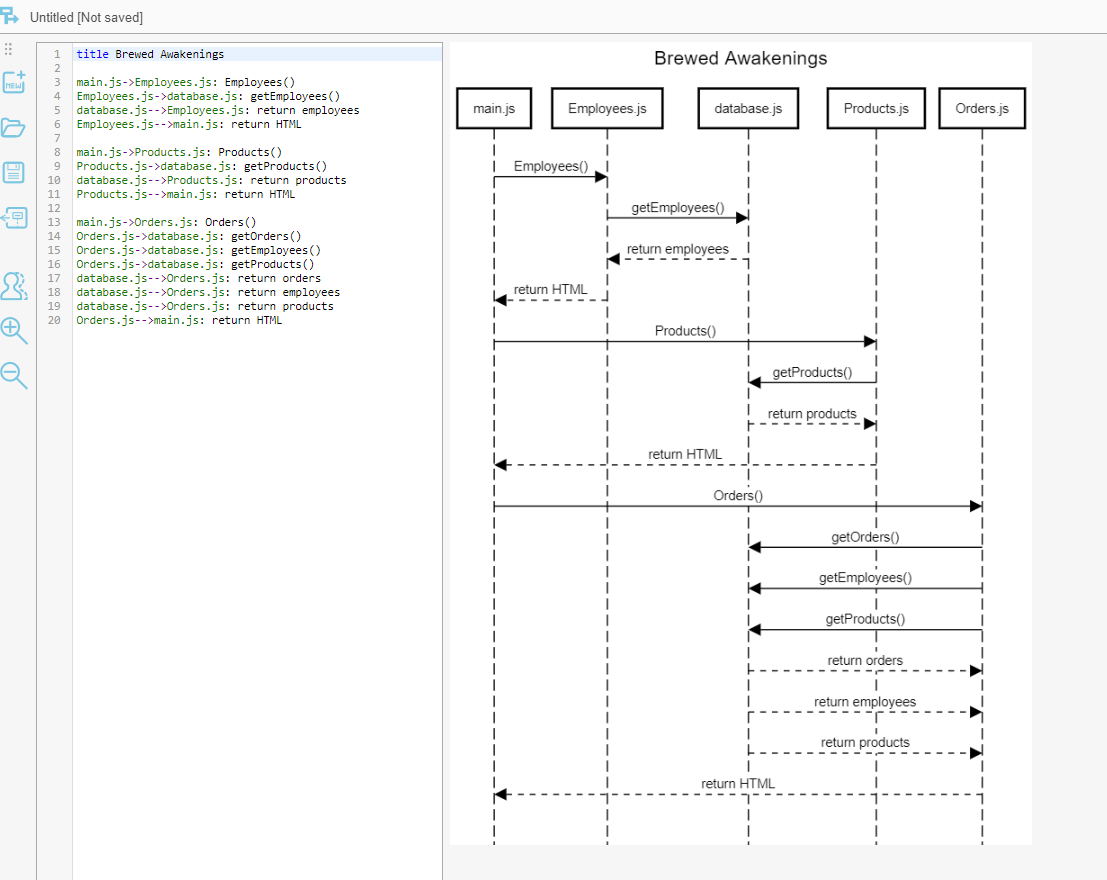 Untitled [Not saved]
NEW
1 title Brewed Awakenings
2
3 main.js->Employees.js: Employees()
4 Employees.js->database.js: getEmployees()
5 database.js-->Employees.js: return employees
6 Employees.js-->main.js: return HTML
7
8 main.js->Products.js: Products()
9 Products.js->database.js: getProducts()
10 database.js-->Products.js: return products
11 Products.js-->main.js: return HTML
12
13 main.js->Orders.js: Orders()
14 Orders.js->database.js: getOrders()
15 Orders.js->database.js: getEmployees()
16 Orders.js->database.js: getProducts()
17 database.js-->Orders.js: return orders
18 database.js-->Orders.js: return employees
19 database.js-->Orders.js: return products
20 Orders.js-->main.js: return HTML
Brewed Awakenings
main.js Employees.js database.js Products.js Orders.js
Employees()
getEmployees()
return employees
return HTML
Products()
getProducts()
return products
return HTML
Orders()
getOrders()
getEmployees()
getProducts()
return orders
return employees
return products
return HTML